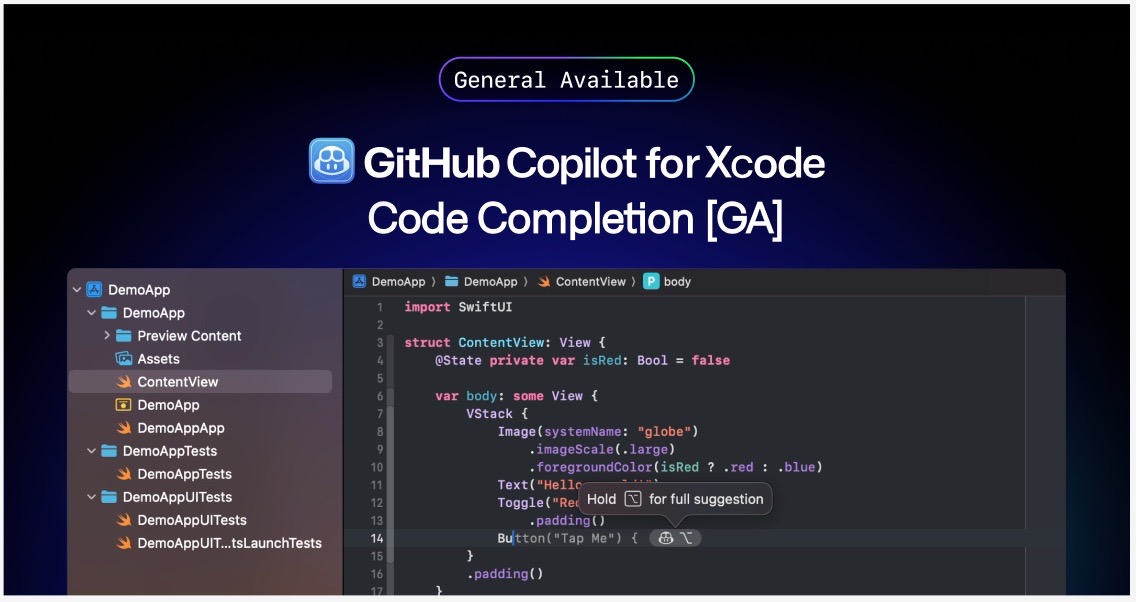 General Available
GitHub Copilot for Xcode
Code Completion [GA]
DemoApp
DemoApp
Preview Content
Assets
ContentView
DemoApp
DemoAppApp
DemoAppTests
DemoAppTests
DemoAppUITests
DemoAppUITests
DemoAppUIT...tsLaunchTests
DemoApp 〉 DemoApp 〉 ContentView 〉 P body
1 import SwiftUI
2
3 struct ContentView: View {
4 @State private var isRed: Bool = false
5
6 var body: some View {
7 VStack {
8 Image(systemName: "globe")
9 .imageScale(.large)
10 .foregroundColor(isRed ? .red : .blue)
11 Text("Hello
Hold ⌥ for full suggestion
12 Toggle("Re
13 .padding()
14 Button("Tap Me") { ⌥
15 }
16 .padding()
17 }